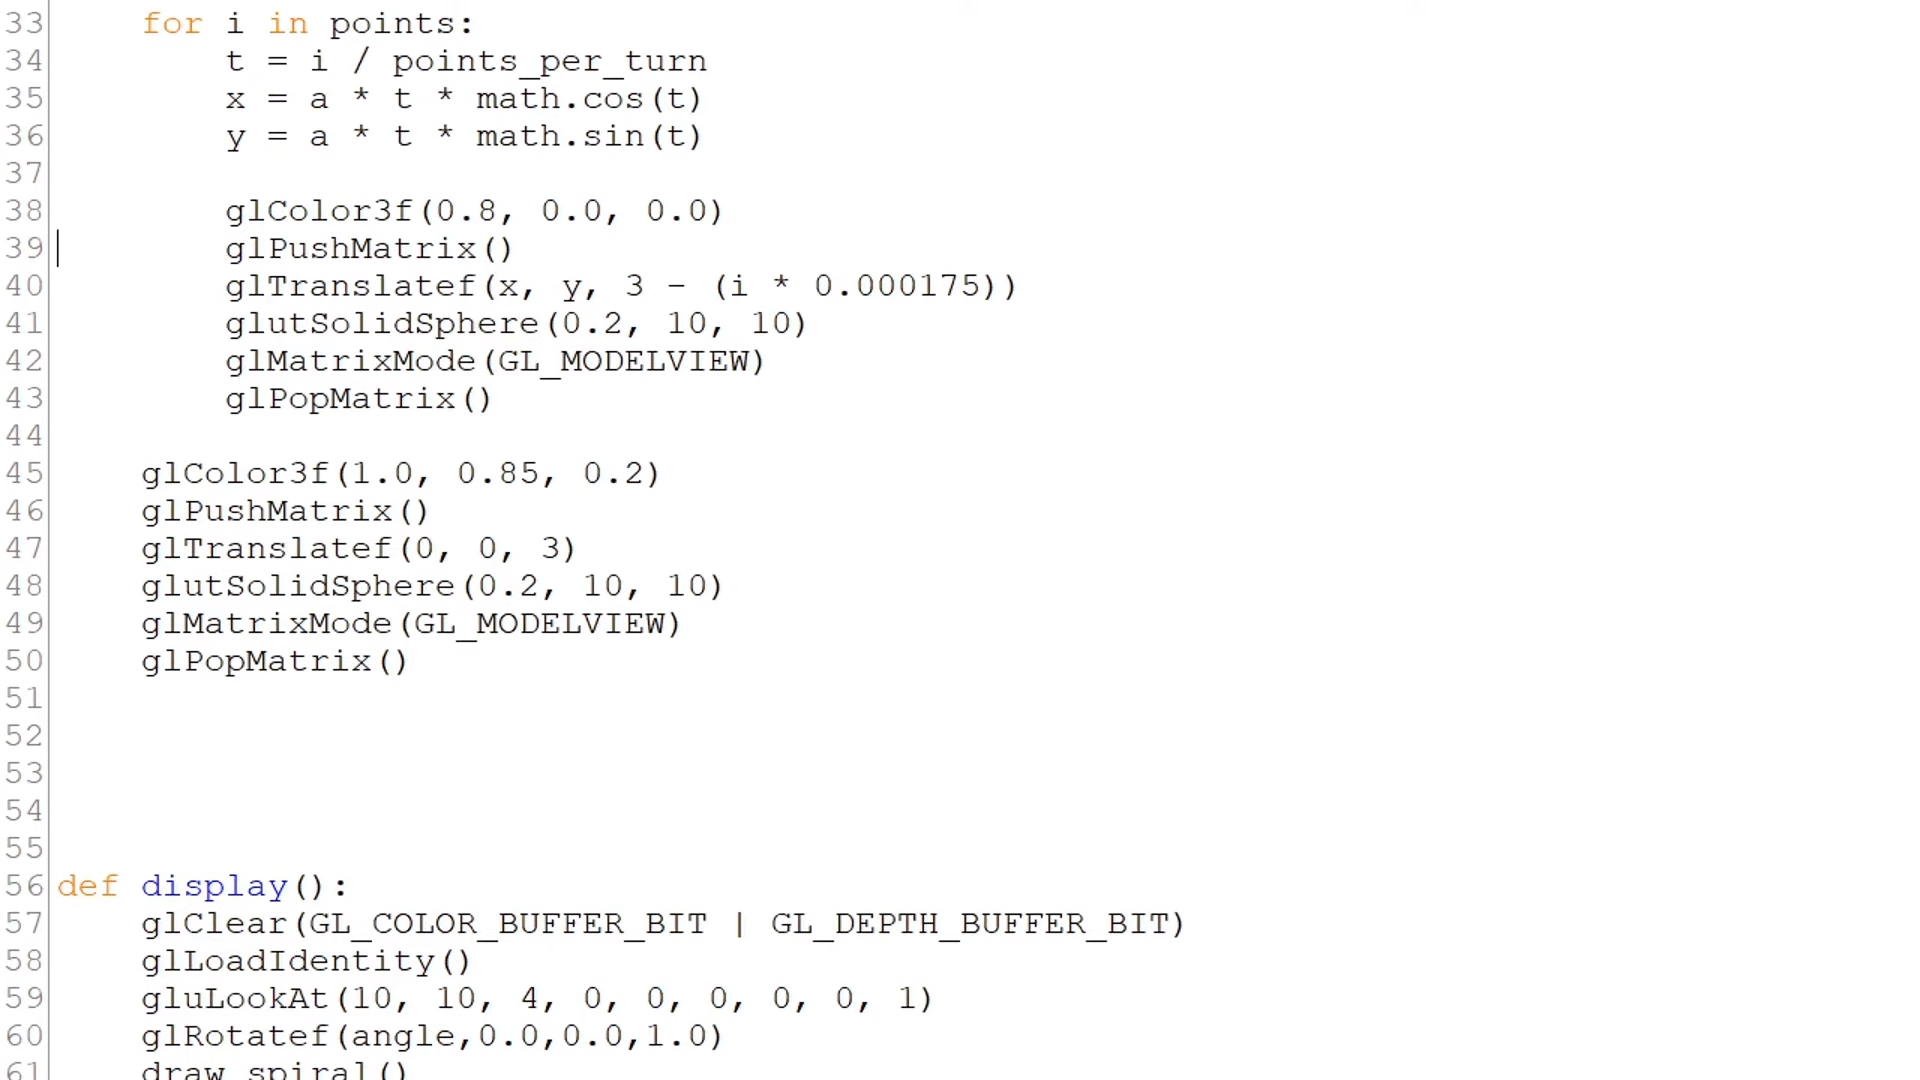 33 for i in points:
34 t = i / points_per_turn
35 x = a * t * math.cos(t)
36 y = a * t * math.sin(t)
37
38 glColor3f(0.8, 0.0, 0.0)
39 glPushMatrix()
40 glTranslatef(x, y, 3 - (i * 0.000175))
41 glutSolidSphere(0.2, 10, 10)
42 glMatrixMode(GL_MODELVIEW)
43 glPopMatrix()
44
45 glColor3f(1.0, 0.85, 0.2)
46 glPushMatrix()
47 glTranslatef(0, 0, 3)
48 glutSolidSphere(0.2, 10, 10)
49 glMatrixMode(GL_MODELVIEW)
50 glPopMatrix()
51
52
53
54
55
56 def display():
57 glClear(GL_COLOR_BUFFER_BIT | GL_DEPTH_BUFFER_BIT)
58 glLoadIdentity()
59 gluLookAt(10, 10, 4, 0, 0, 0, 0, 0, 1)
60 glRotatef(angle,0.0,0.0,1.0)
61 draw_spiral()